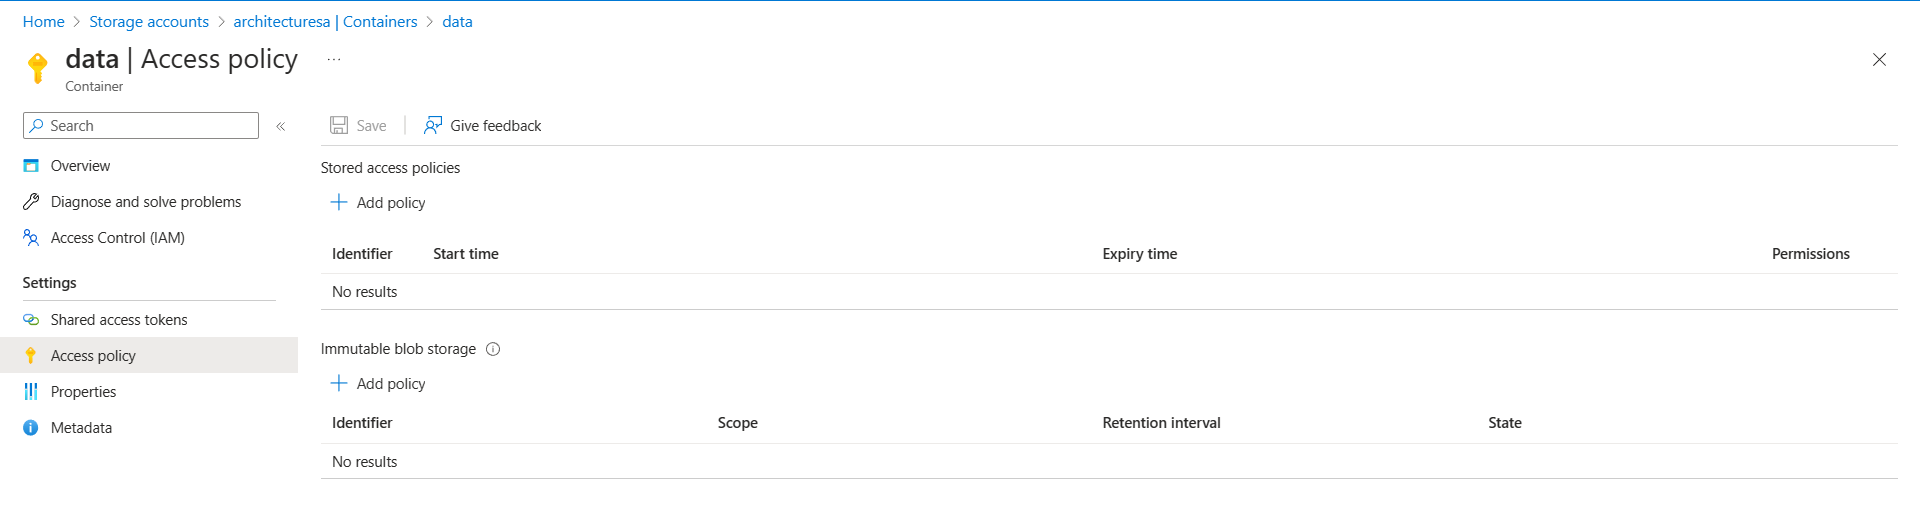 Home > Storage accounts > architecturesa | Containers > data
data | Access policy ...
Container
Search «
Save Give feedback
Overview
Diagnose and solve problems
Access Control (IAM)
Settings
Shared access tokens
Access policy
Properties
Metadata
Stored access policies
+ Add policy
Identifier Start time Expiry time Permissions
No results
Immutable blob storage
+ Add policy
Identifier Scope Retention interval State
No results